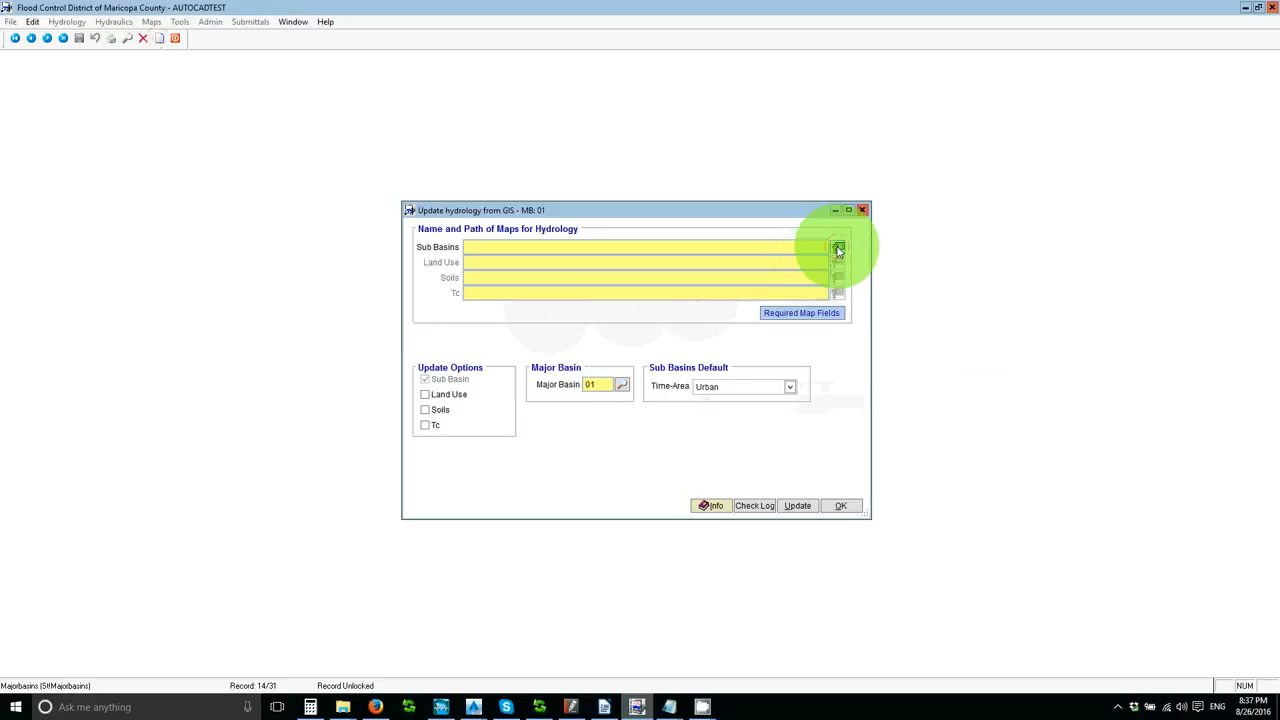 Flood Control District of Maricopa County - AUTOCADTEST
File Edit Hydrology Hydraulics Maps Tools Admin Submittals Window Help
Update hydrology from GIS - MB: 01
Name and Path of Maps for Hydrology
Sub Basins
Land Use
Soils
Tc
Required Map Fields
Update Options
Sub Basin
Land Use
Soils
Tc
Major Basin
Major Basin 01
Sub Basins Default
Time-Area Urban
Info Check Log Update OK
Majorbasins (St!Majorbasins) Record: 14/31 Record Unlocked NUM
Ask me anything
ENG
8:37 PM
8/26/2016